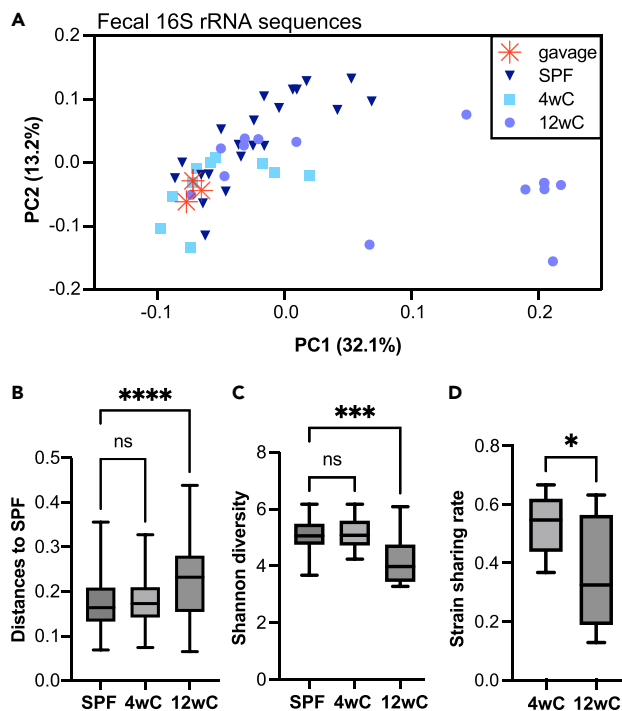 A
Fecal 16S rRNA sequences
gavage
SPF
4wC
12wC
PC2 (13.2%)
0.2
0.1
0.0
-0.1
-0.2
-0.1
0.0
0.1
0.2
PC1 (32.1%)
B
****
ns
Distances to SPF
0.5
0.4
0.3
0.2
0.1
0.0
SPF 4wC 12wC
C
***
ns
Shannon diversity
8
6
4
2
0
SPF 4wC 12wC
D
*
Strain sharing rate
0.8
0.6
0.4
0.2
0.0
4wC 12wC